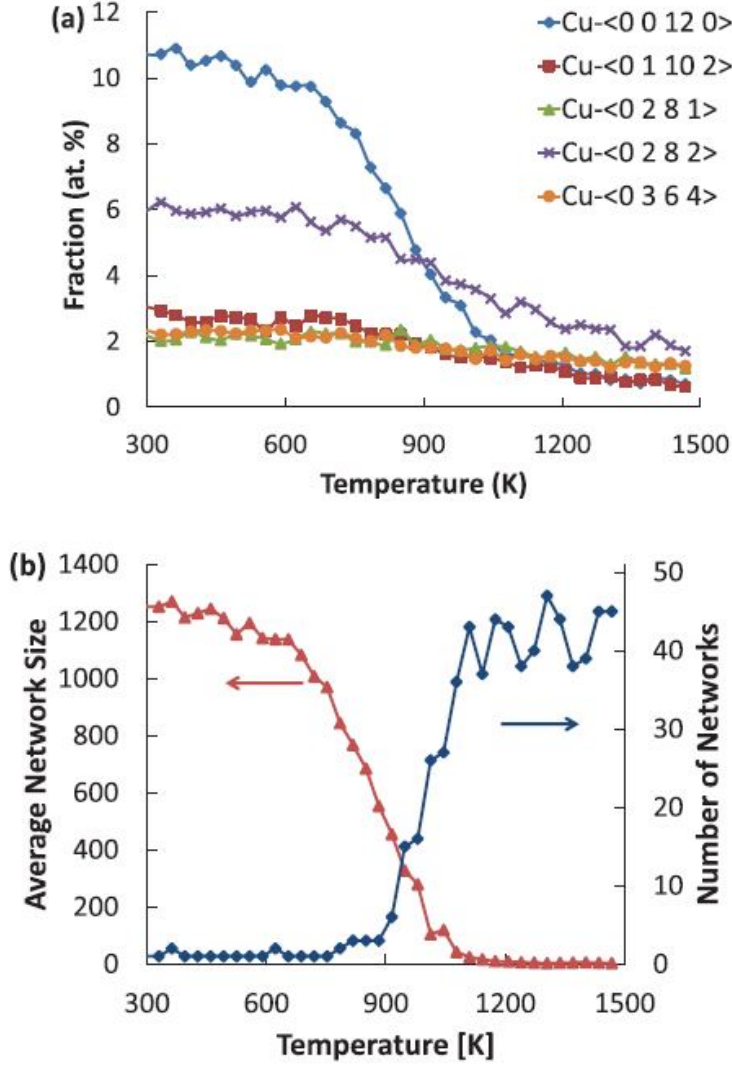 (a)
12
10
8
6
4
2
0
Fraction (at. %)
300 600 900 1200 1500
Temperature (K)
Cu-<0 0 12 0>
Cu-<0 1 10 2>
Cu-<0 2 8 1>
Cu-<0 2 8 2>
Cu-<0 3 6 4>
(b)
1400
1200
1000
800
600
400
200
0
Average Network Size
50
40
30
20
10
0
Number of Networks
300 600 900 1200 1500
Temperature [K]